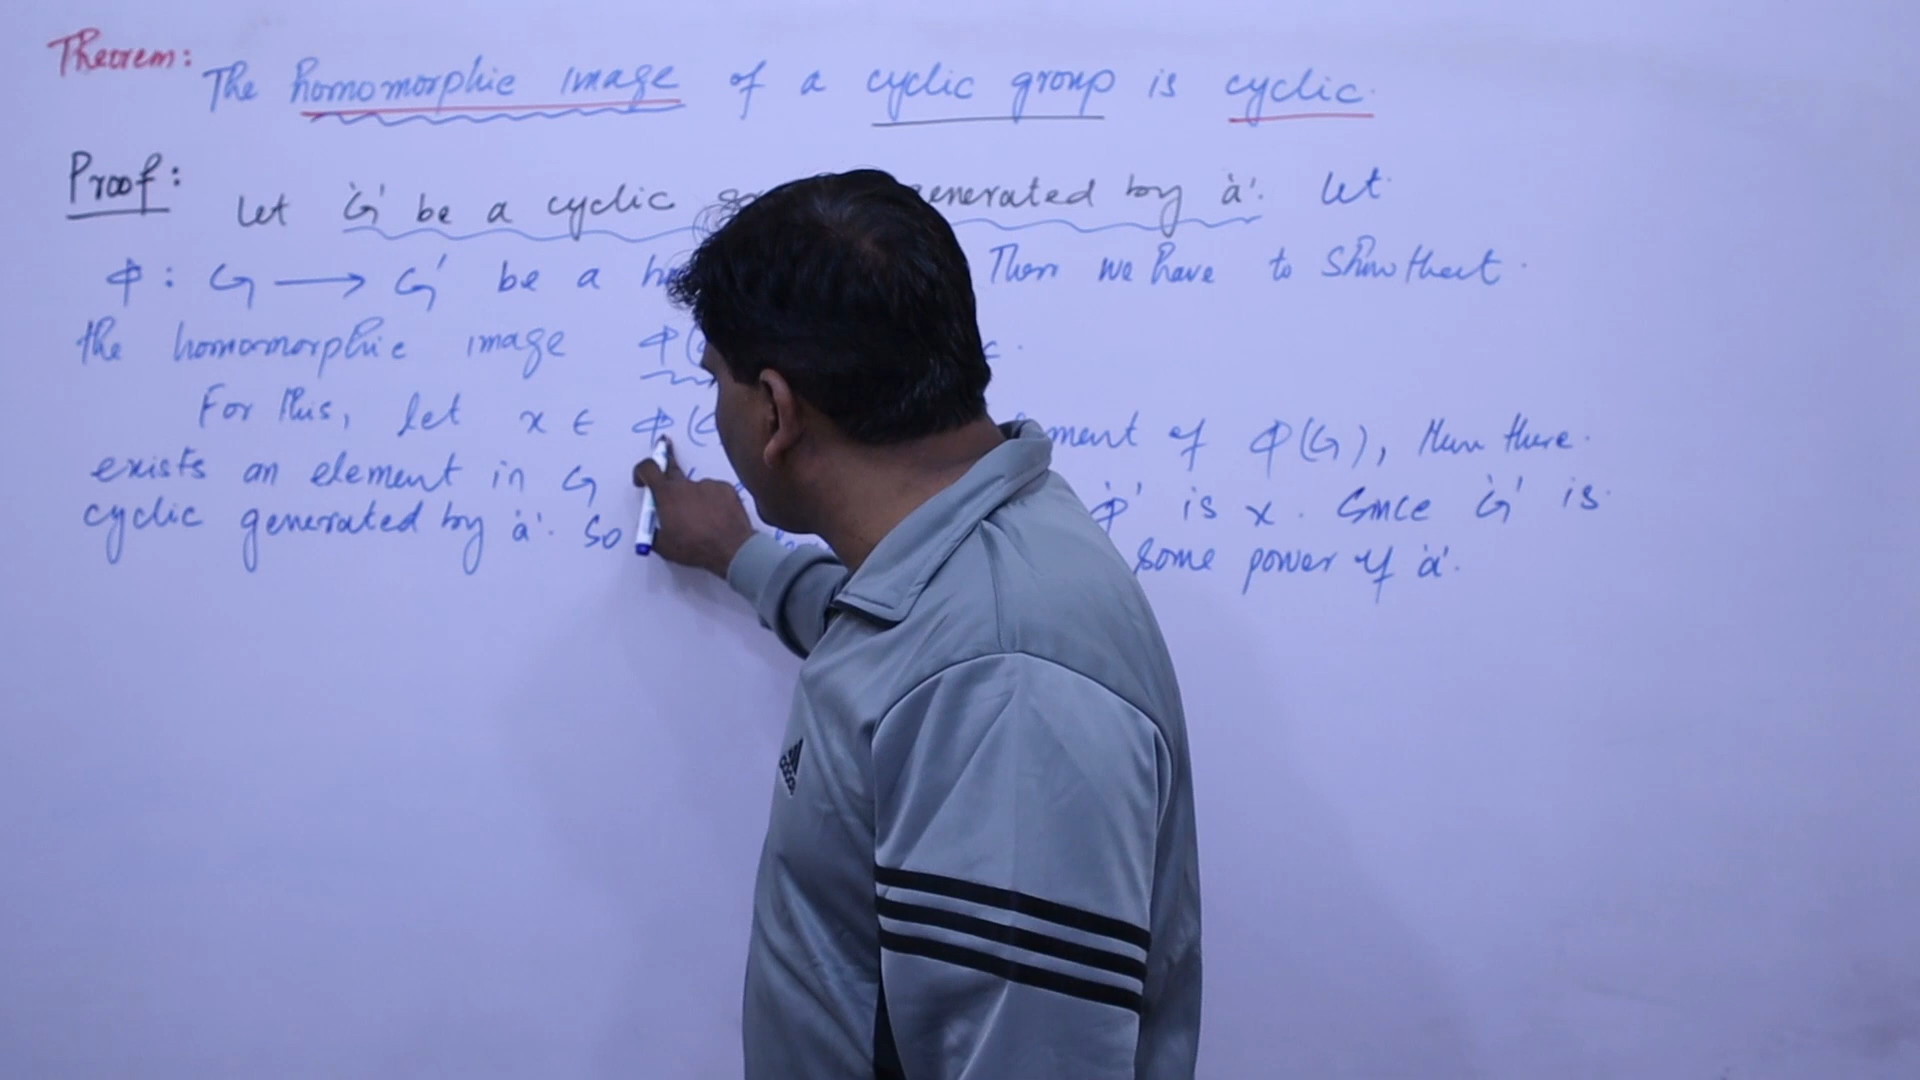 Theorem:
The homomorphic image of a cyclic group is cyclic.
Proof:
Let 'G' be a cyclic generated by 'a'. Let
Φ : G ⟶ G' be a Then we have to show that
the homomorphic image Φ(
For this, let x ∈ Φ(G of Φ(G), then there
exists an element in G 'Φ' is x. Since 'G' is
cyclic generated by 'a'. So some power of 'a'.
adidas